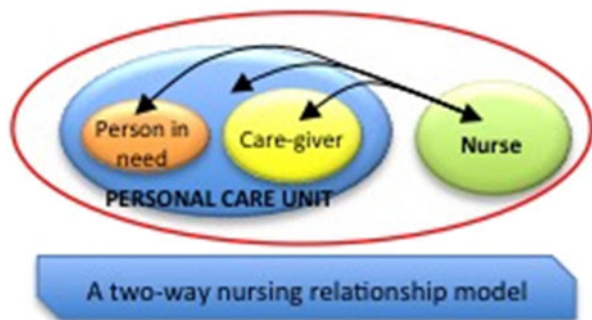 Person in
need
Care-giver
Nurse
PERSONAL CARE UNIT
A two-way nursing relationship model